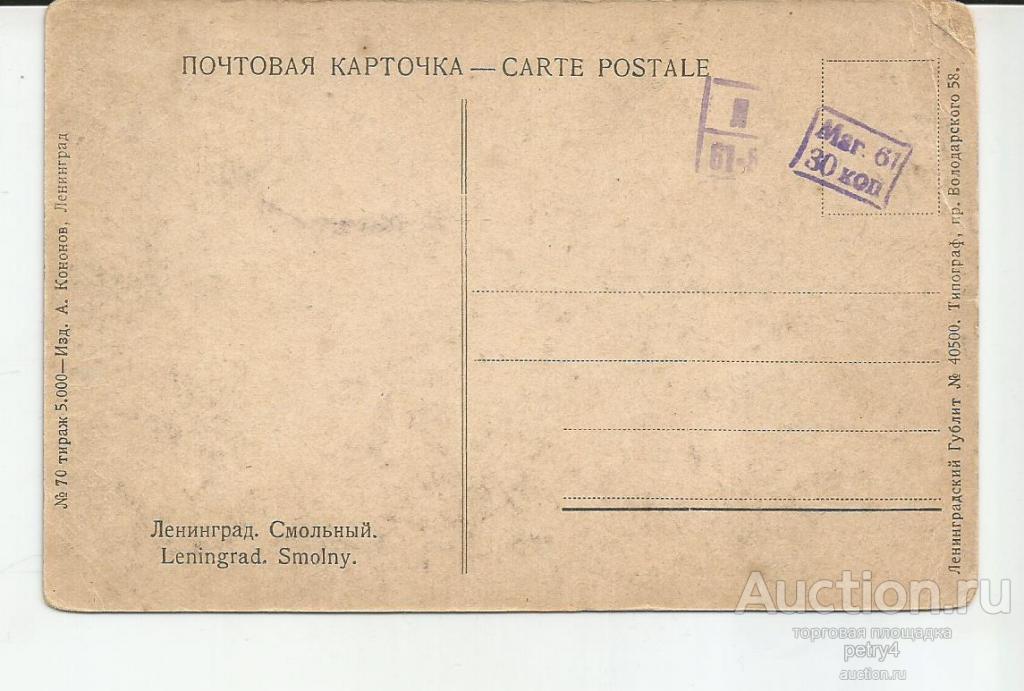 ПОЧТОВАЯ КАРТОЧКА — CARTE POSTALE
Маг. 61
30 коп
№ 70 тираж 5.000—Изд. А. Кононов, Ленинград
Ленинград. Смольный.
Leningrad. Smolny.
Ленинградский Гублит № 40500. Типограф, пр. Володарского 58.
Auction.ru
торговая площадка
petry4
auction.ru